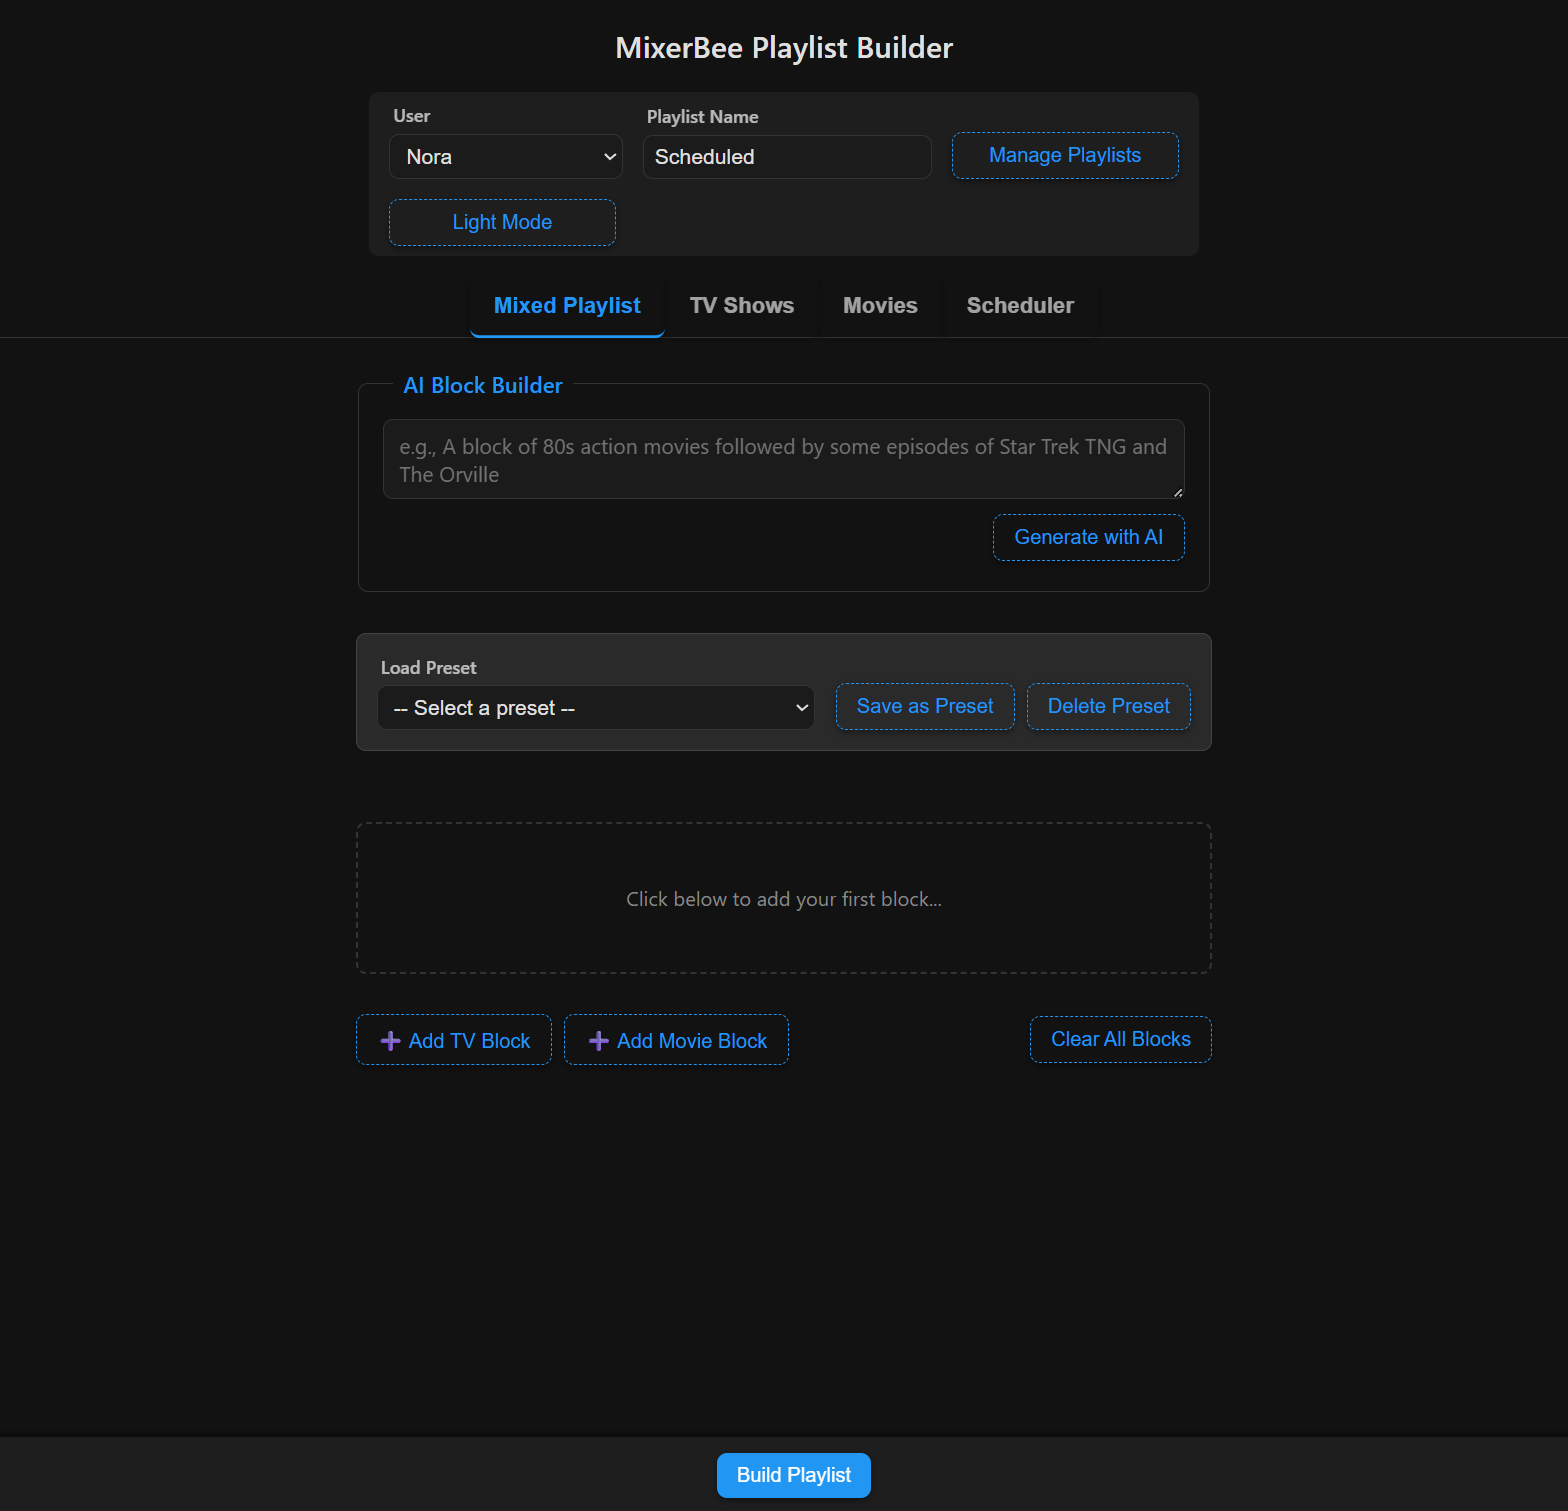 MixerBee Playlist Builder
User
Playlist Name
Nora
Scheduled
Manage Playlists
Light Mode
Mixed Playlist
TV Shows
Movies
Scheduler
AI Block Builder
e.g., A block of 80s action movies followed by some episodes of Star Trek TNG and
The Orville
Generate with AI
Load Preset
-- Select a preset --
Save as Preset
Delete Preset
Click below to add your first block...
Add TV Block
Add Movie Block
Clear All Blocks
Build Playlist